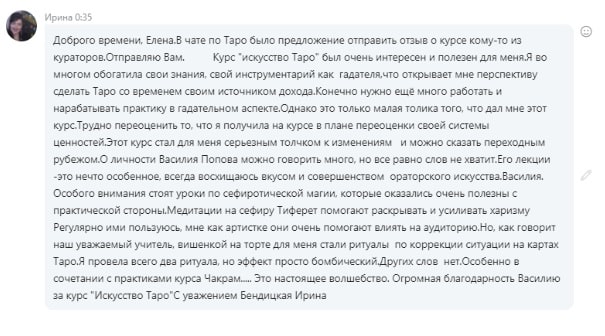 Ирина 0:35
Доброго времени, Елена.В чате по Таро было предложение отправить отзыв о курсе кому-то из
кураторов.Отправляю Вам. Курс "искусство Таро" был очень интересен и полезен для меня.Я во
многом обогатила свои знания, свой инструментарий как гадателя,что открывает мне перспективу
сделать Таро со временем своим источником дохода.Конечно нужно ещё много работать и
нарабатывать практику в гадательном аспекте.Однако это только малая толика того, что дал мне этот
курс.Трудно переоценить то, что я получила на курсе в плане переоценки своей системы
ценностей.Этот курс стал для меня серьезным толчком к изменениям и можно сказать переходным
рубежом.О личности Василия Попова можно говорить много, но все равно слов не хватит.Его лекции
-это нечто особенное, всегда восхищаюсь вкусом и совершенством ораторского искусства.Василия.
Особого внимания стоят уроки по сефиротической магии, которые оказались очень полезны с
практической стороны.Медитации на сефиру Тиферет помогают раскрывать и усиливать харизму
Регулярно ими пользуюсь, мне как артистке они очень помогают влиять на аудиторию.Но, как говорит
наш уважаемый учитель, вишенкой на торте для меня стали ритуалы по коррекции ситуации на картах
Таро.Я провела всего два ритуала, но эффект просто бомбический.Других слов нет.Особенно в
сочетании с практиками курса Чакрам..... Это настоящее волшебство. Огромная благодарность Василию
за курс "Искусство Таро"С уважением Бендицкая Ирина